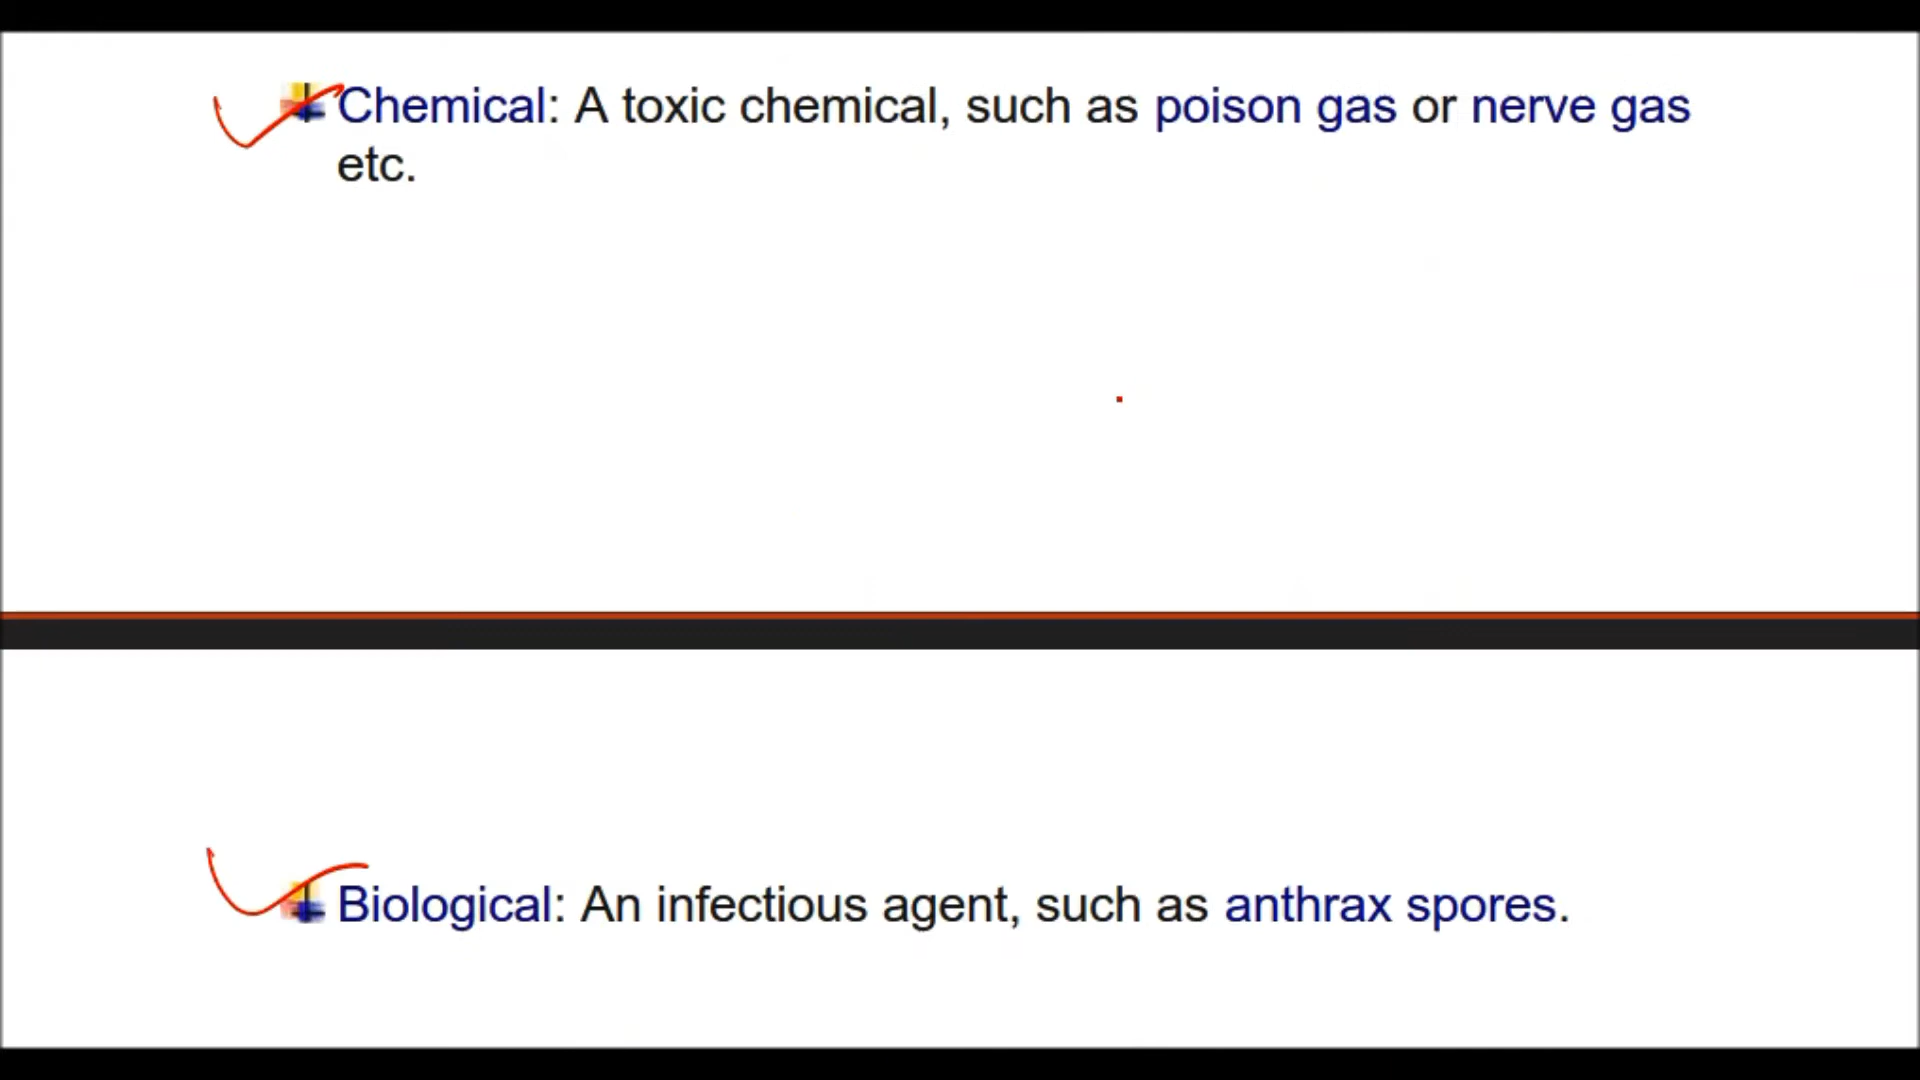 Chemical: A toxic chemical, such as poison gas or nerve gas
etc.
Biological: An infectious agent, such as anthrax spores.